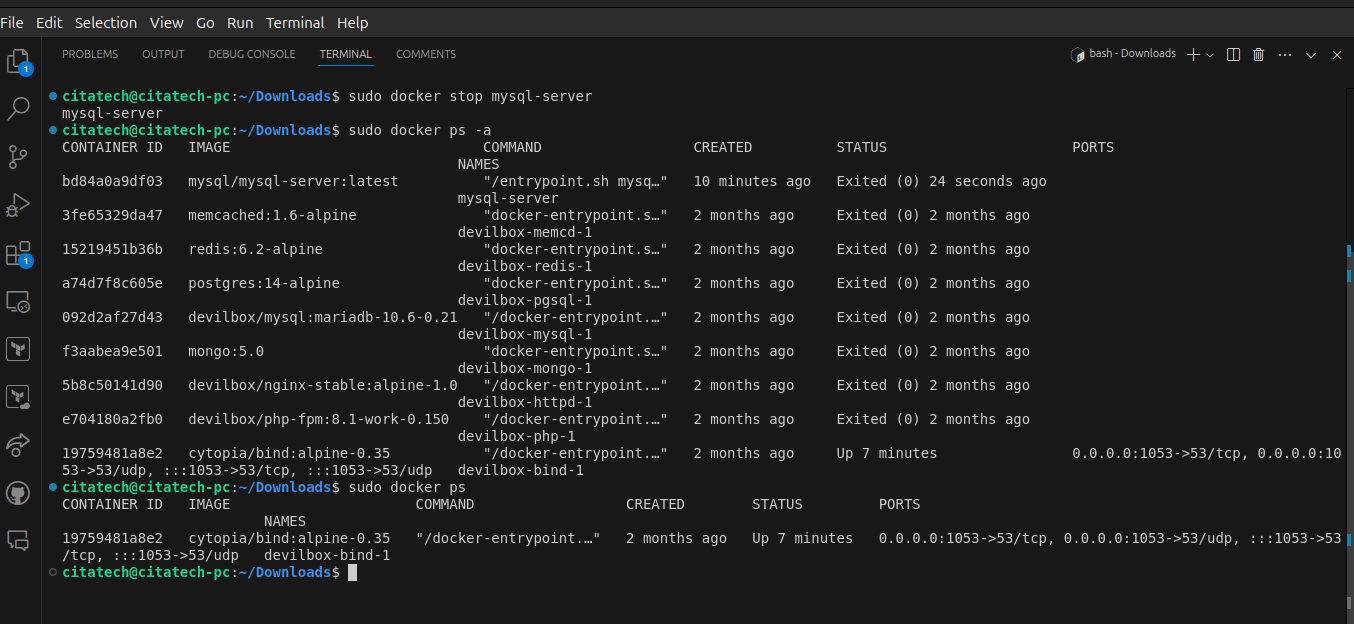 File Edit Selection View Go Run Terminal Help
PROBLEMS OUTPUT DEBUG CONSOLE TERMINAL COMMENTS bash - Downloads
1
citatech@citatech-pc:~/Downloads$ sudo docker stop mysql-server
mysql-server
citatech@citatech-pc:~/Downloads$ sudo docker ps -a
CONTAINER ID IMAGE COMMAND CREATED STATUS PORTS
NAMES
bd84a0a9df03 mysql/mysql-server:latest "/entrypoint.sh mysq…" 10 minutes ago Exited (0) 24 seconds ago
mysql-server
3fe65329da47 memcached:1.6-alpine "docker-entrypoint.s…" 2 months ago Exited (0) 2 months ago
devilbox-memcd-1
15219451b36b redis:6.2-alpine "docker-entrypoint.s…" 2 months ago Exited (0) 2 months ago
1
devilbox-redis-1
a74d7f8c605e postgres:14-alpine "docker-entrypoint.s…" 2 months ago Exited (0) 2 months ago
devilbox-pgsql-1
092d2af27d43 devilbox/mysql:mariadb-10.6-0.21 "/docker-entrypoint.…" 2 months ago Exited (0) 2 months ago
devilbox-mysql-1
f3aabea9e501 mongo:5.0 "docker-entrypoint.s…" 2 months ago Exited (0) 2 months ago
devilbox-mongo-1
5b8c50141d90 devilbox/nginx-stable:alpine-1.0 "/docker-entrypoint.…" 2 months ago Exited (0) 2 months ago
devilbox-httpd-1
e704180a2fb0 devilbox/php-fpm:8.1-work-0.150 "/docker-entrypoint.…" 2 months ago Exited (0) 2 months ago
devilbox-php-1
19759481a8e2 cytopia/bind:alpine-0.35 "/docker-entrypoint.…" 2 months ago Up 7 minutes 0.0.0.0:1053->53/tcp, 0.0.0.0:10
53->53/udp, :::1053->53/tcp, :::1053->53/udp devilbox-bind-1
citatech@citatech-pc:~/Downloads$ sudo docker ps
CONTAINER ID IMAGE COMMAND CREATED STATUS PORTS
NAMES
19759481a8e2 cytopia/bind:alpine-0.35 "/docker-entrypoint.…" 2 months ago Up 7 minutes 0.0.0.0:1053->53/tcp, 0.0.0.0:1053->53/udp, :::1053->53
/tcp, :::1053->53/udp devilbox-bind-1
citatech@citatech-pc:~/Downloads$